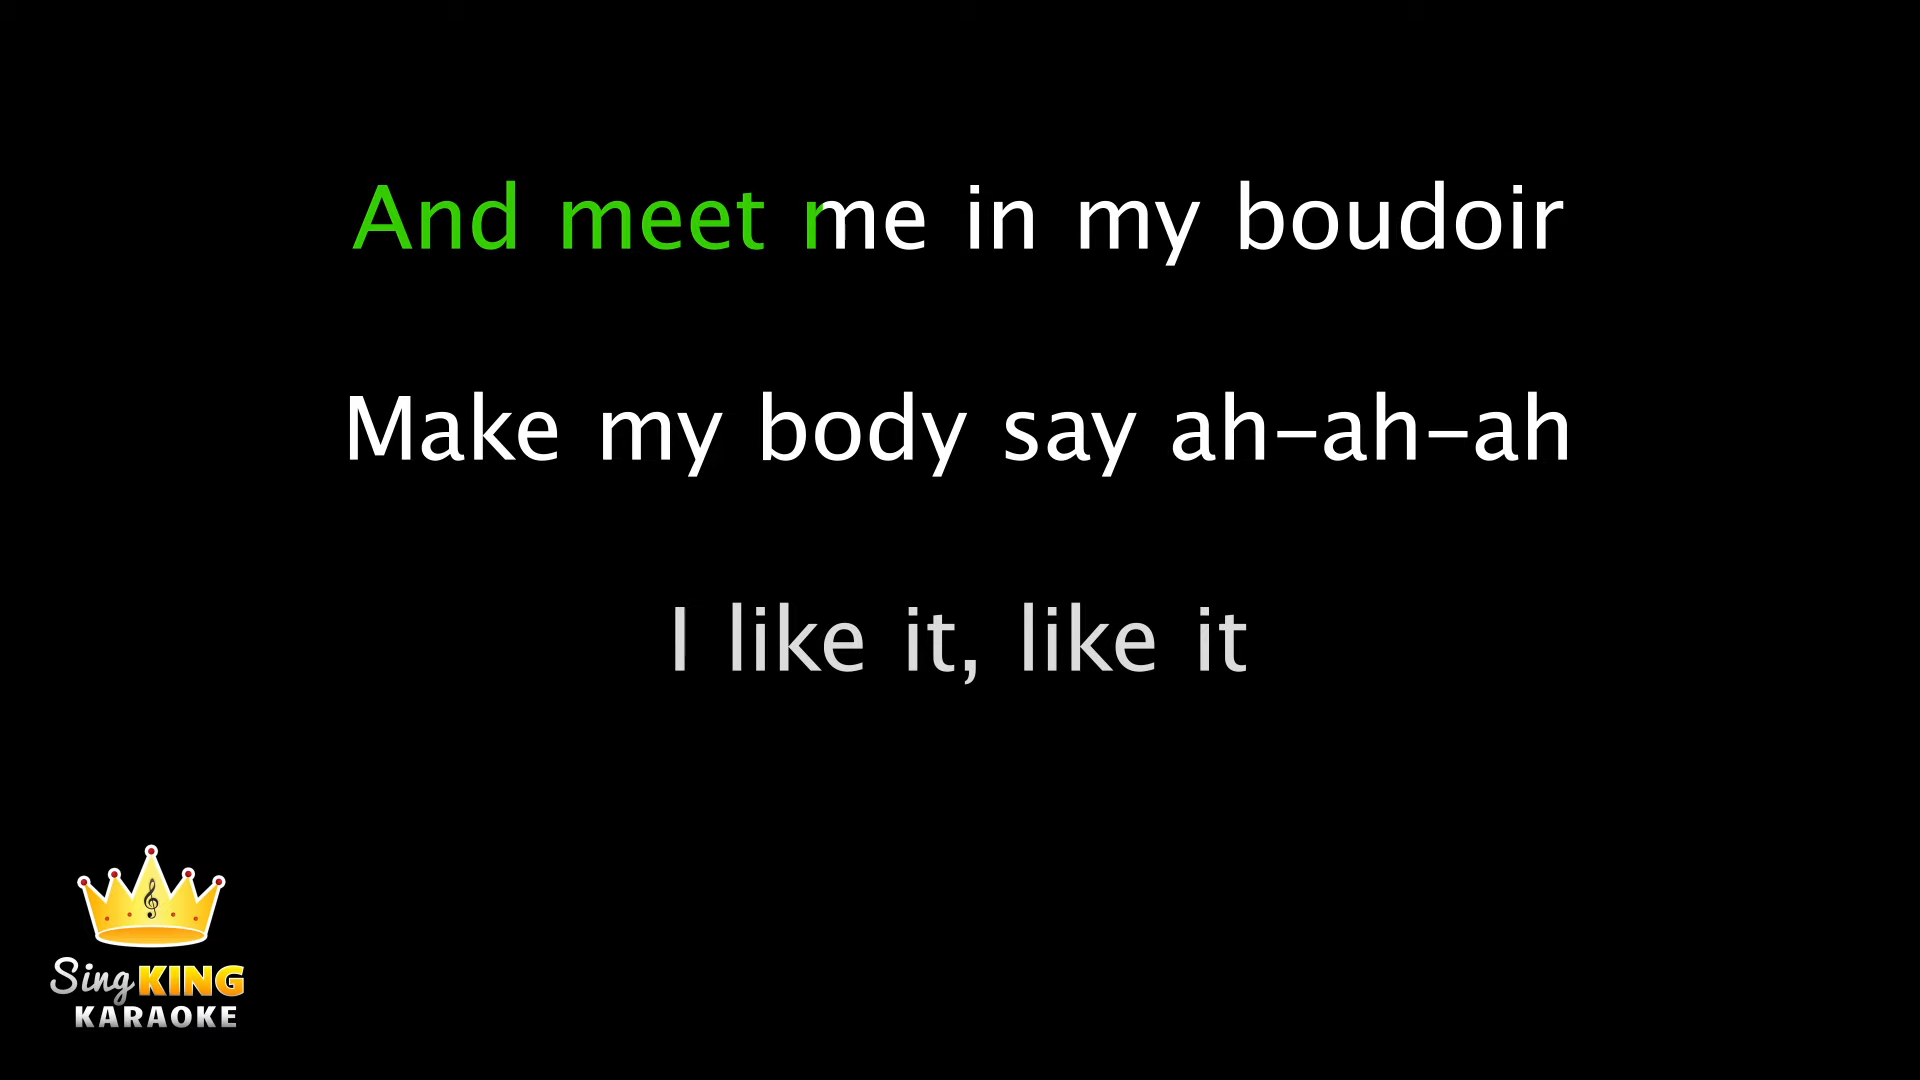 And meet me in my boudoir
Make my body say ah-ah-ah
I like it, like it
Sing KING
KARAOKE